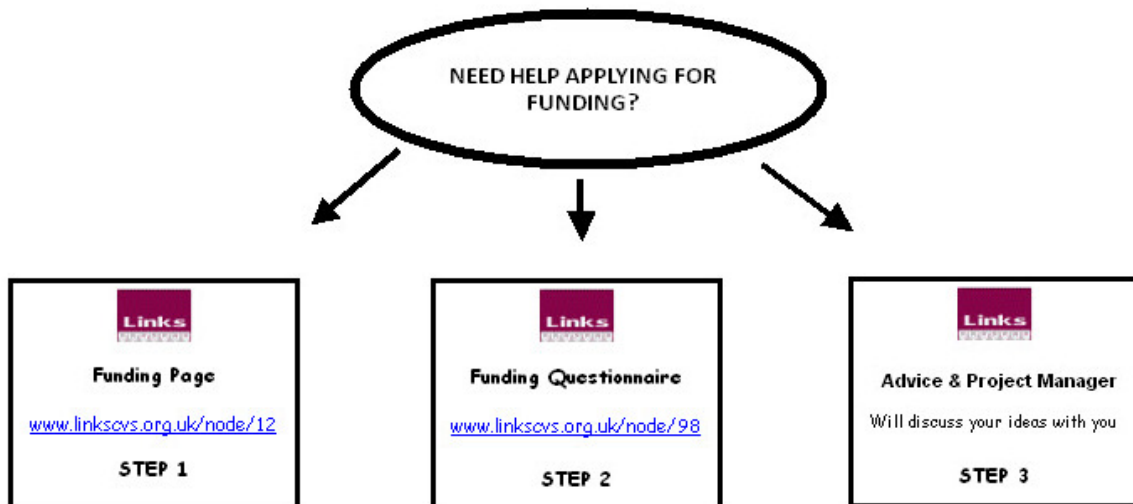 NEED HELP APPLYING FOR
FUNDING?
Links
Funding Page
www.linkscvs.org.uk/node/12
STEP 1
Links
Funding Questionnaire
www.linkscvs.org.uk/node/98
STEP 2
Links
Advice & Project Manager
Will discuss your ideas with you
STEP 3